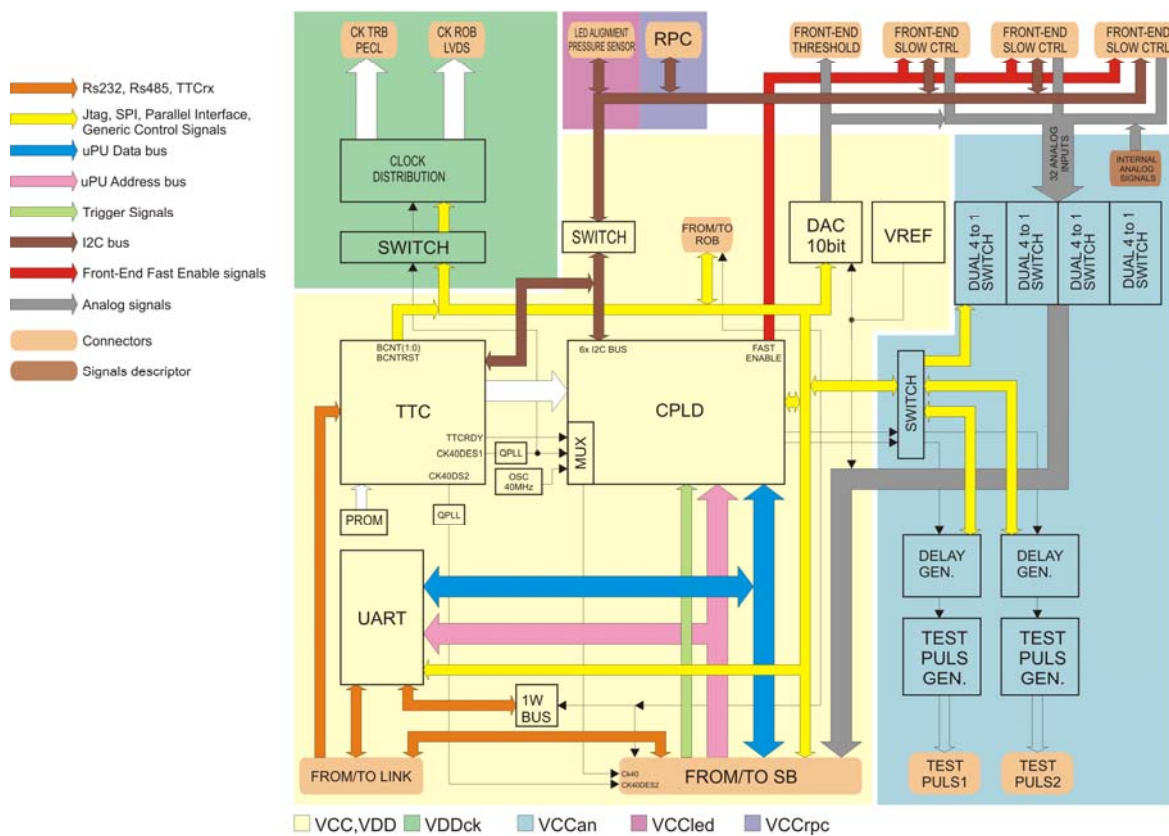 CK TRB
PECL
CK ROB
LVDS
LED ALIGNMENT
PRESSURE SENSOR
RPC
FRONT-END
THRESHOLD
FRONT-END
SLOW CTRL
FRONT-END
SLOW CTRL
FRONT-END
SLOW CTRL
Rs232, Rs485, TTCrx
Jtag, SPI, Parallel Interface,
Generic Control Signals
uPU Data bus
uPU Address bus
Trigger Signals
I2C bus
Front-End Fast Enable signals
Analog signals
Connectors
Signals descriptor
CLOCK
DISTRIBUTION
SWITCH
SWITCH
FROM/TO
ROB
DAC
10bit
VREF
32 ANALOG
INPUTS
INTERNAL
ANALOG
SIGNALS
DUAL 4 to 1
SWITCH
DUAL 4 to 1
SWITCH
DUAL 4 to 1
SWITCH
DUAL 4 to 1
SWITCH
BCNT(1:0)
BCNTRST
TTC
TTCRDY
CK40DES1
CK40DS2
6x I2C BUS
FAST
ENABLE
CPLD
MUX
QPLL
OSC
40MHz
QPLL
PROM
SWITCH
UART
1W
BUS
DELAY
GEN.
DELAY
GEN.
TEST
PULS
GEN.
TEST
PULS
GEN.
FROM/TO LINK
Ck40
CK40DES2
FROM/TO SB
TEST
PULS1
TEST
PULS2
VCC,VDD
VDDck
VCCan
VCCled
VCCrpc